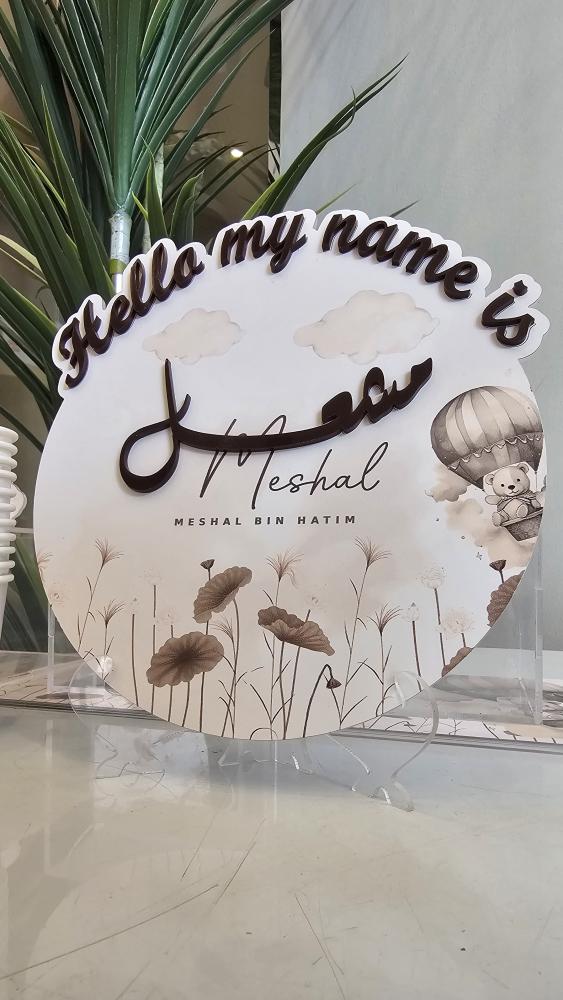 Hello my name is
مشعل
Meshal
MESHAL BIN HATIM